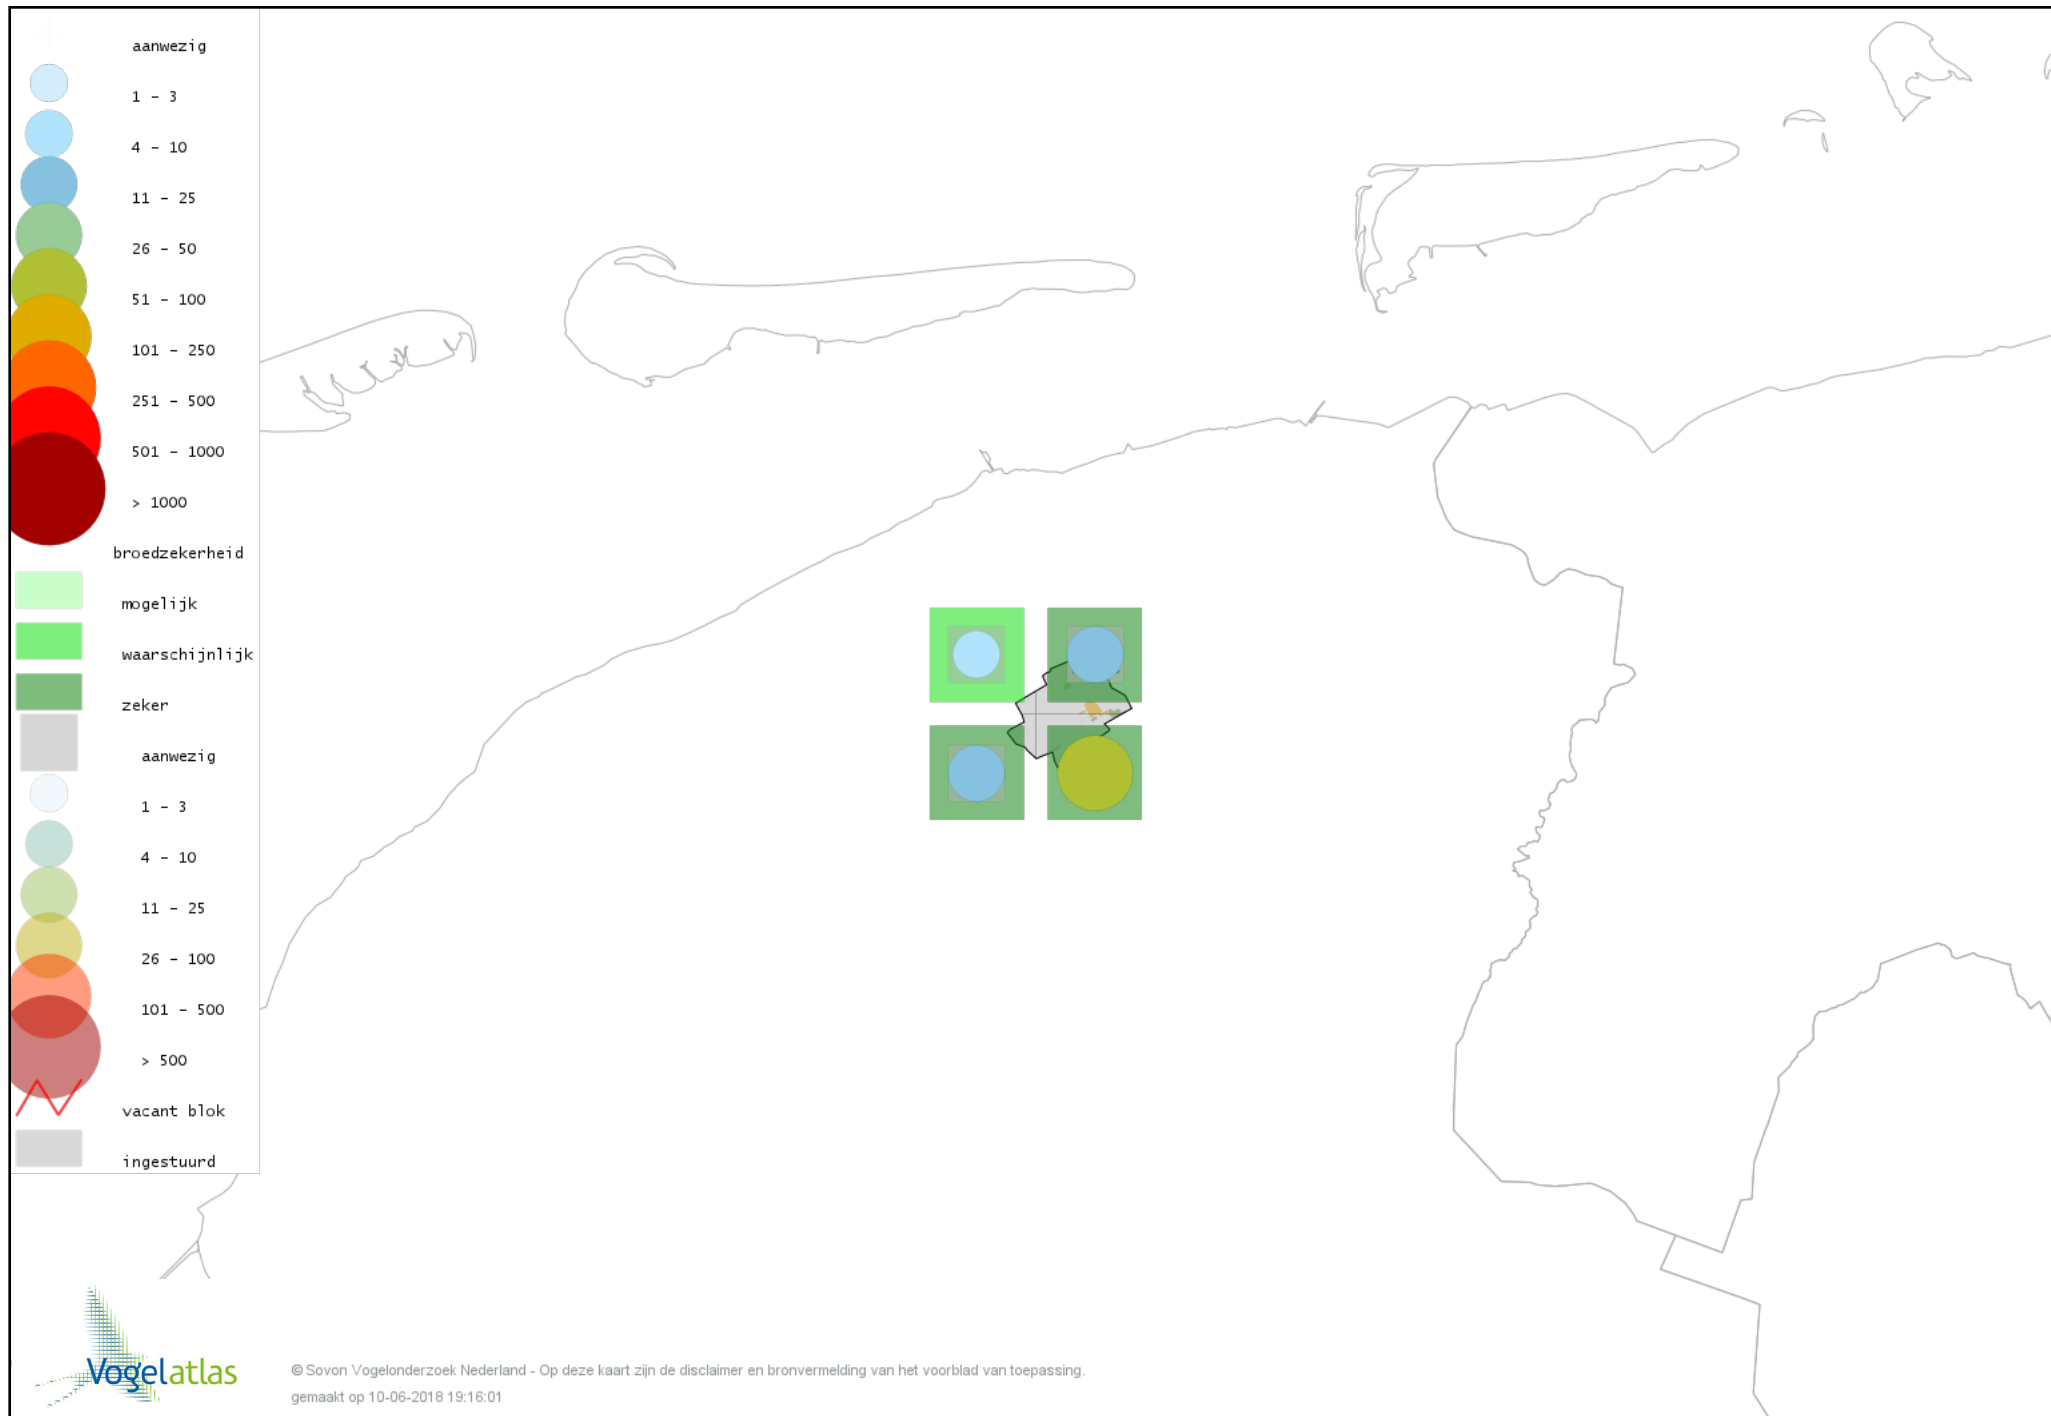 aanwezig
1 - 3
4 - 10
11 - 25
26 - 50
51 - 100
101 - 250
251 - 500
501 - 1000
> 1000
broedzekerheid
mogelijk
waarschijnlijk
zeker
aanwezig
1 - 3
4 - 10
11 - 25
26 - 100
101 - 500
> 500
vacant blok
ingestuurd
Vogelatlas
© Sovon Vogelonderzoek Nederland - Op deze kaart zijn de disclaimer en bronvermelding van het voorblad van toepassing.
gemaakt op 10-06-2018 19:16:01